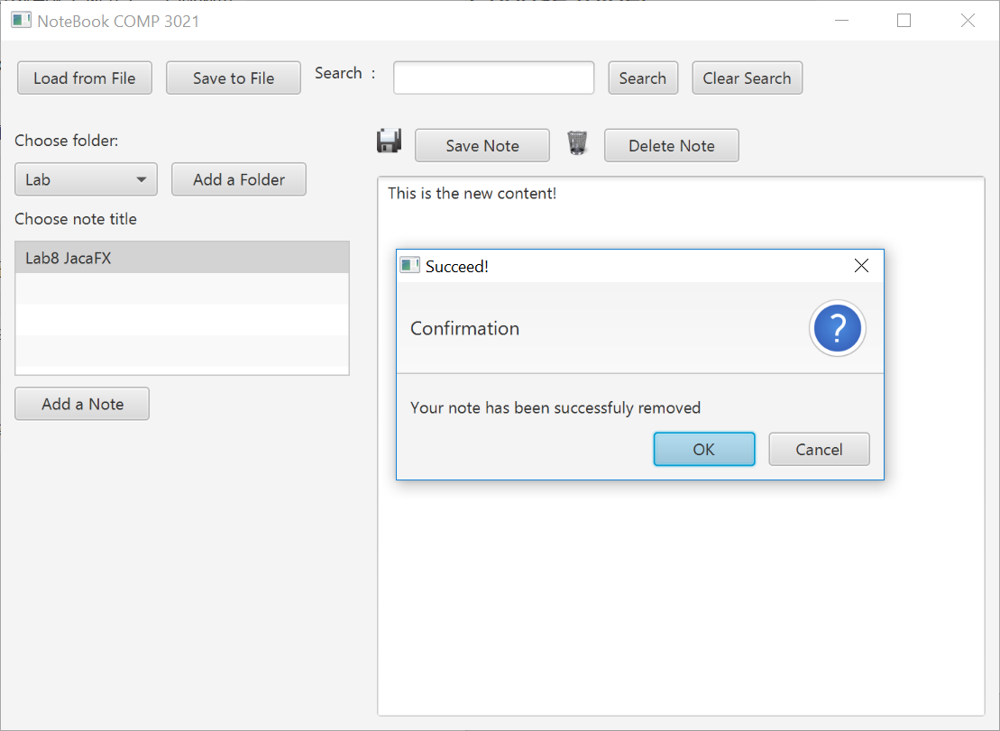 NoteBook COMP 3021
Load from File
Save to File
Search :
Search
Clear Search
Choose folder:
Save Note
Delete Note
Lab
Add a Folder
This is the new content!
Choose note title
Lab8 JacaFX
Succeed!
Confirmation
?
Your note has been successfuly removed
Add a Note
OK
Cancel